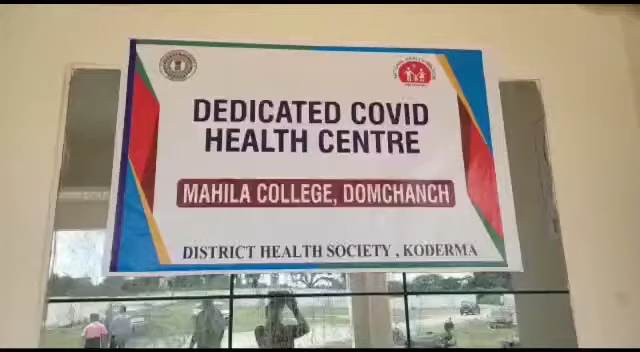 DEDICATED COVID
HEALTH CENTRE
MAHILA COLLEGE, DOMCHANCH
DISTRICT HEALTH SOCIETY , KODERMA